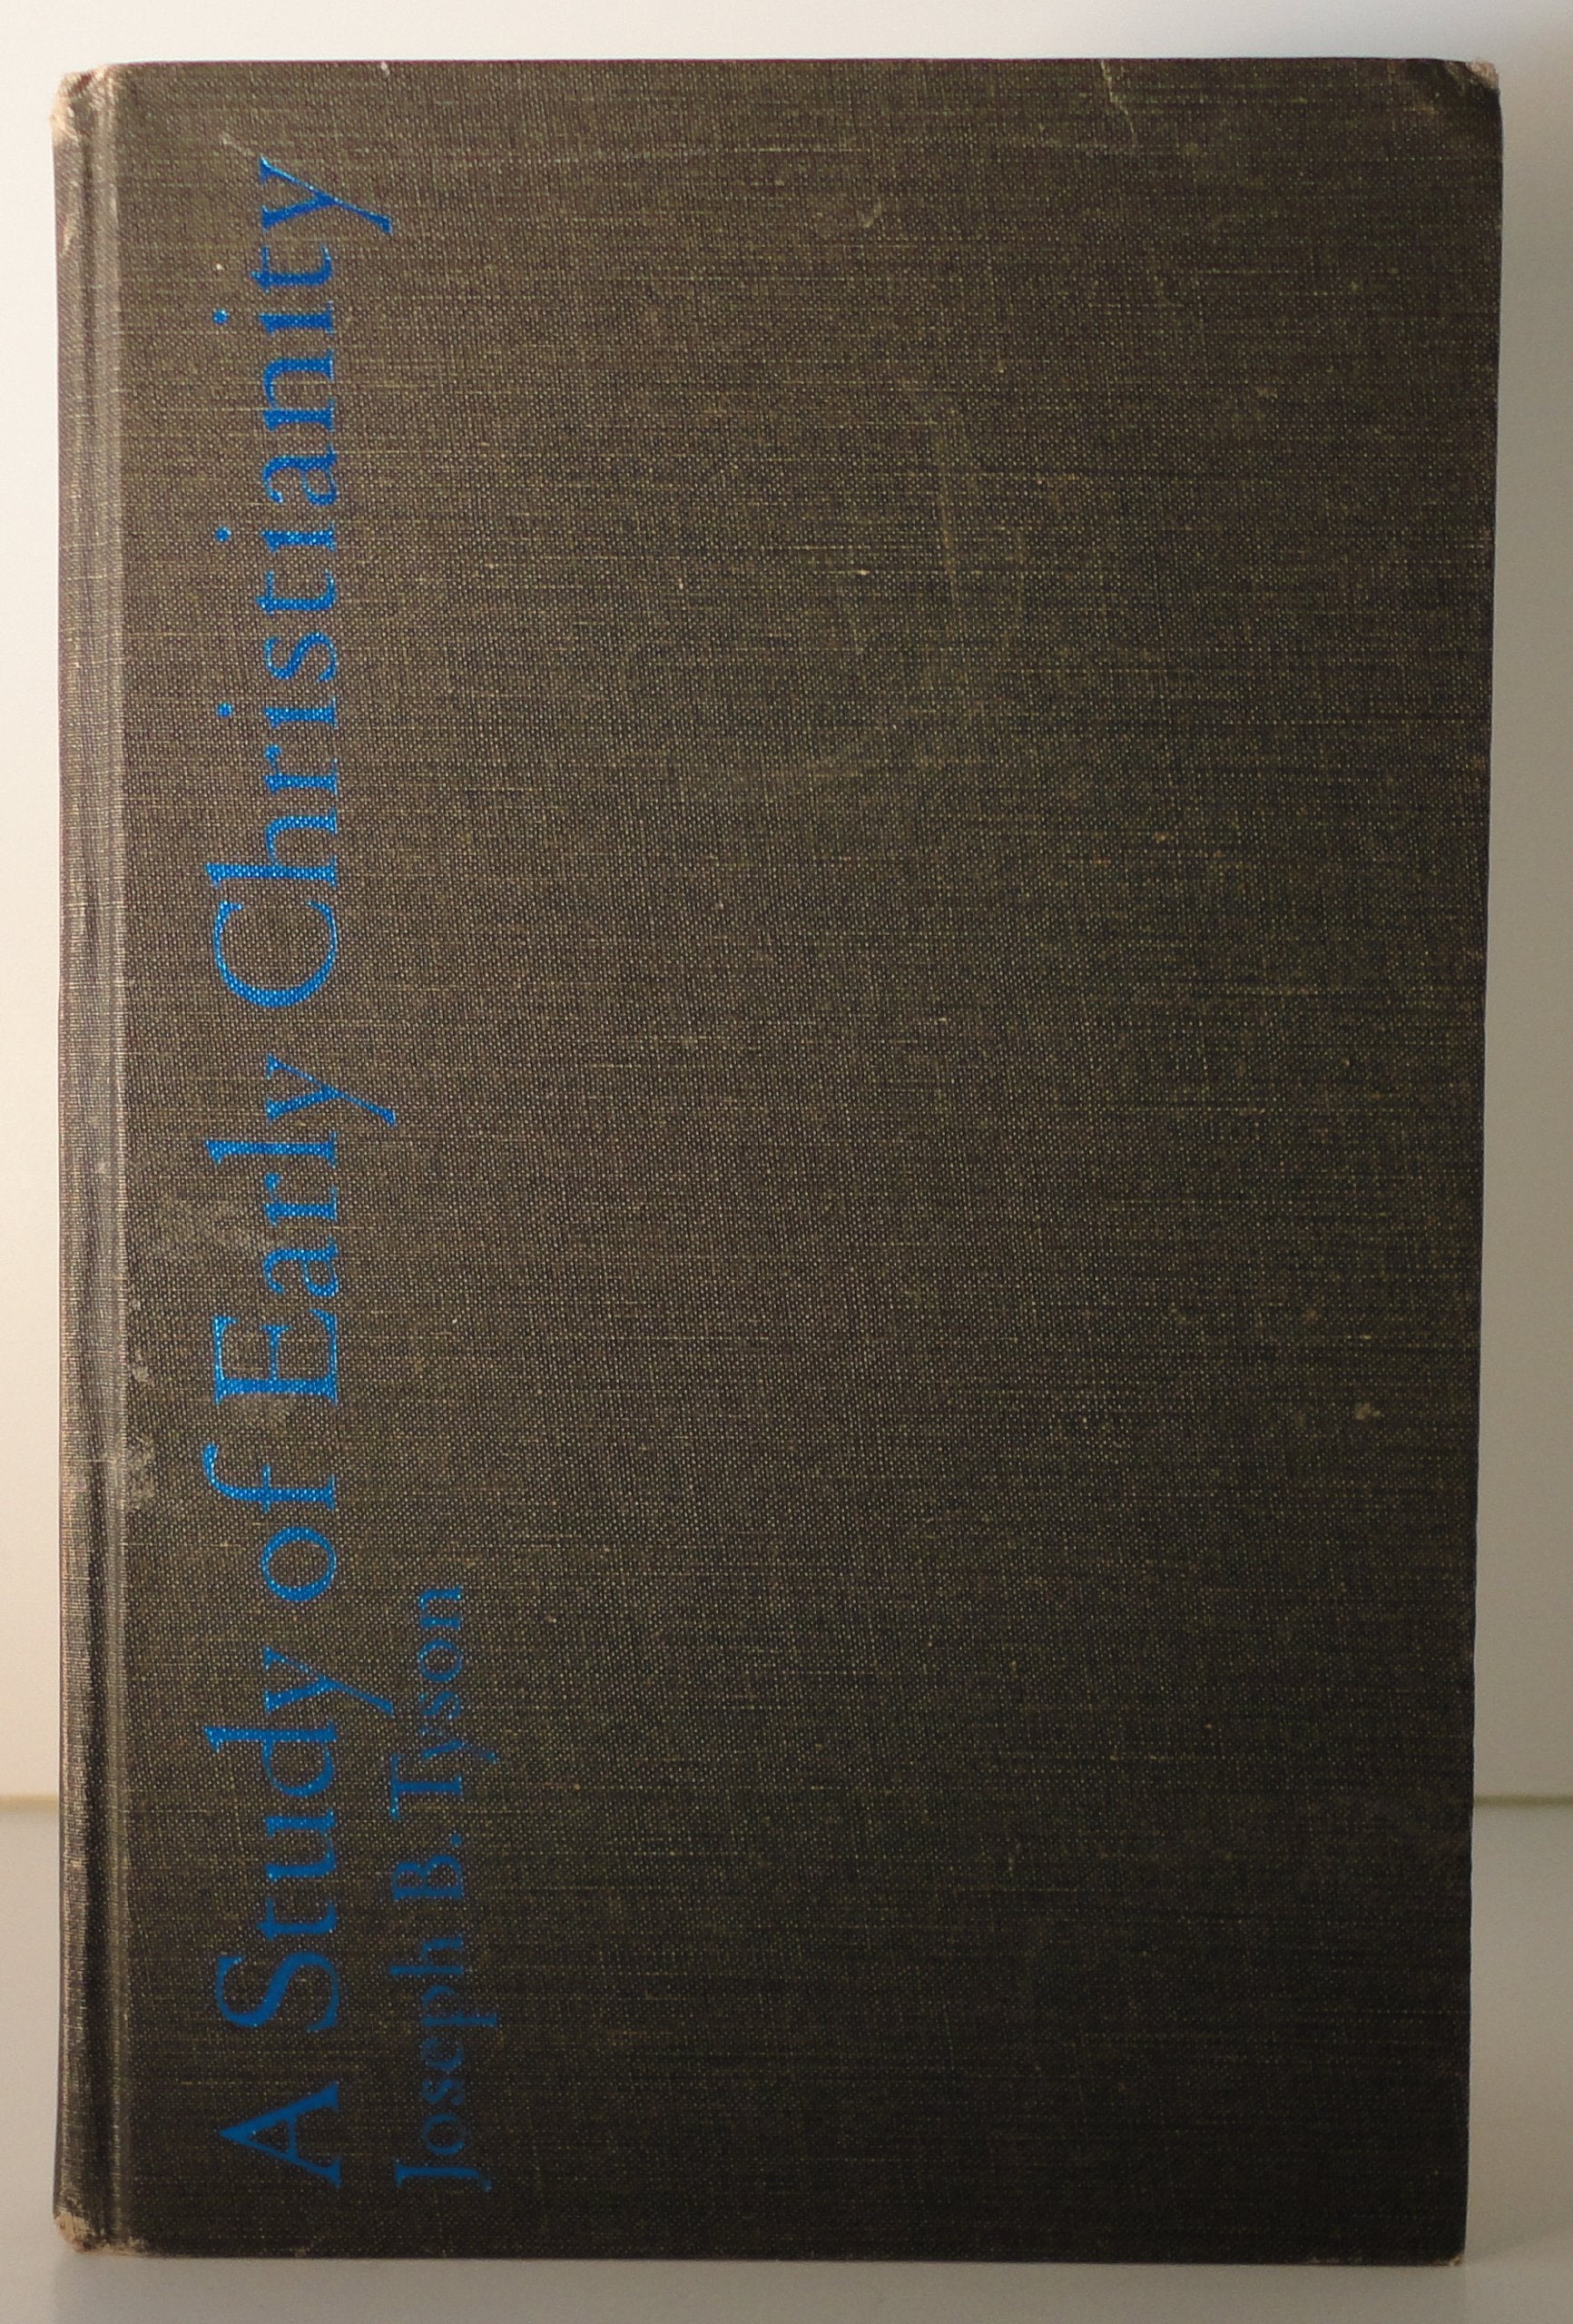 A Study of Early Christianity
Joseph B. Tyson